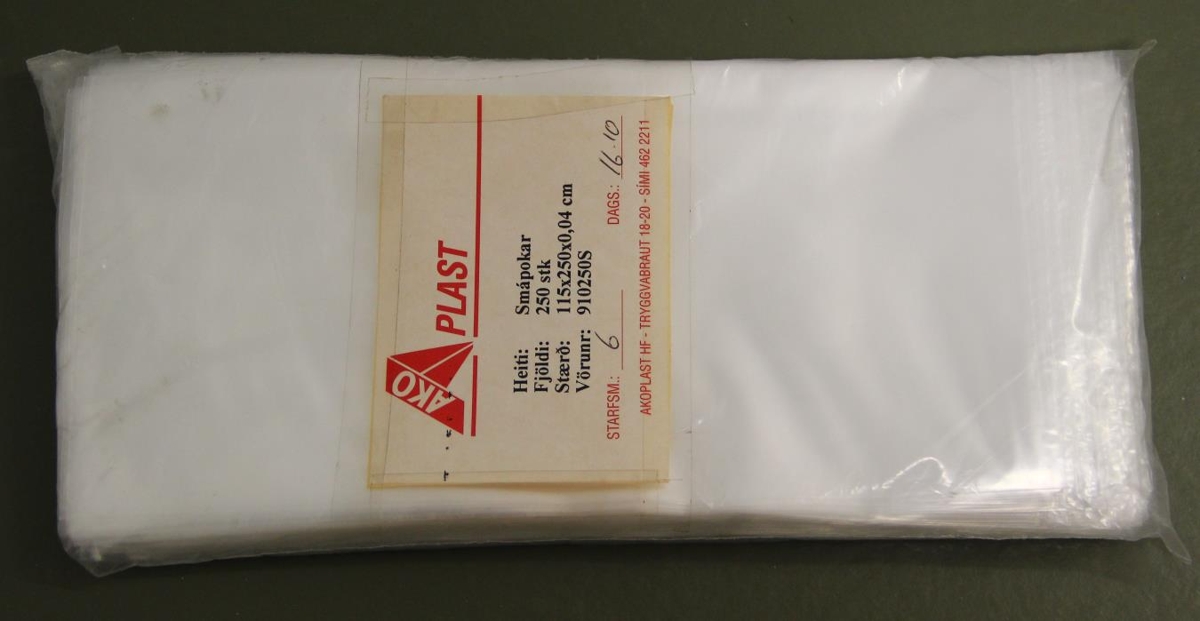 AKO
PLAST
Heiti: Smápokar
Fjöldi: 250 stk
Stærð: 115x250x0,04 cm
Vörunr: 910250S
STARFSM.: 6 DAGS.: 16.10
AKOPLAST HF - TRYGGVABRAUT 18-20 - SÍMI 462 2211